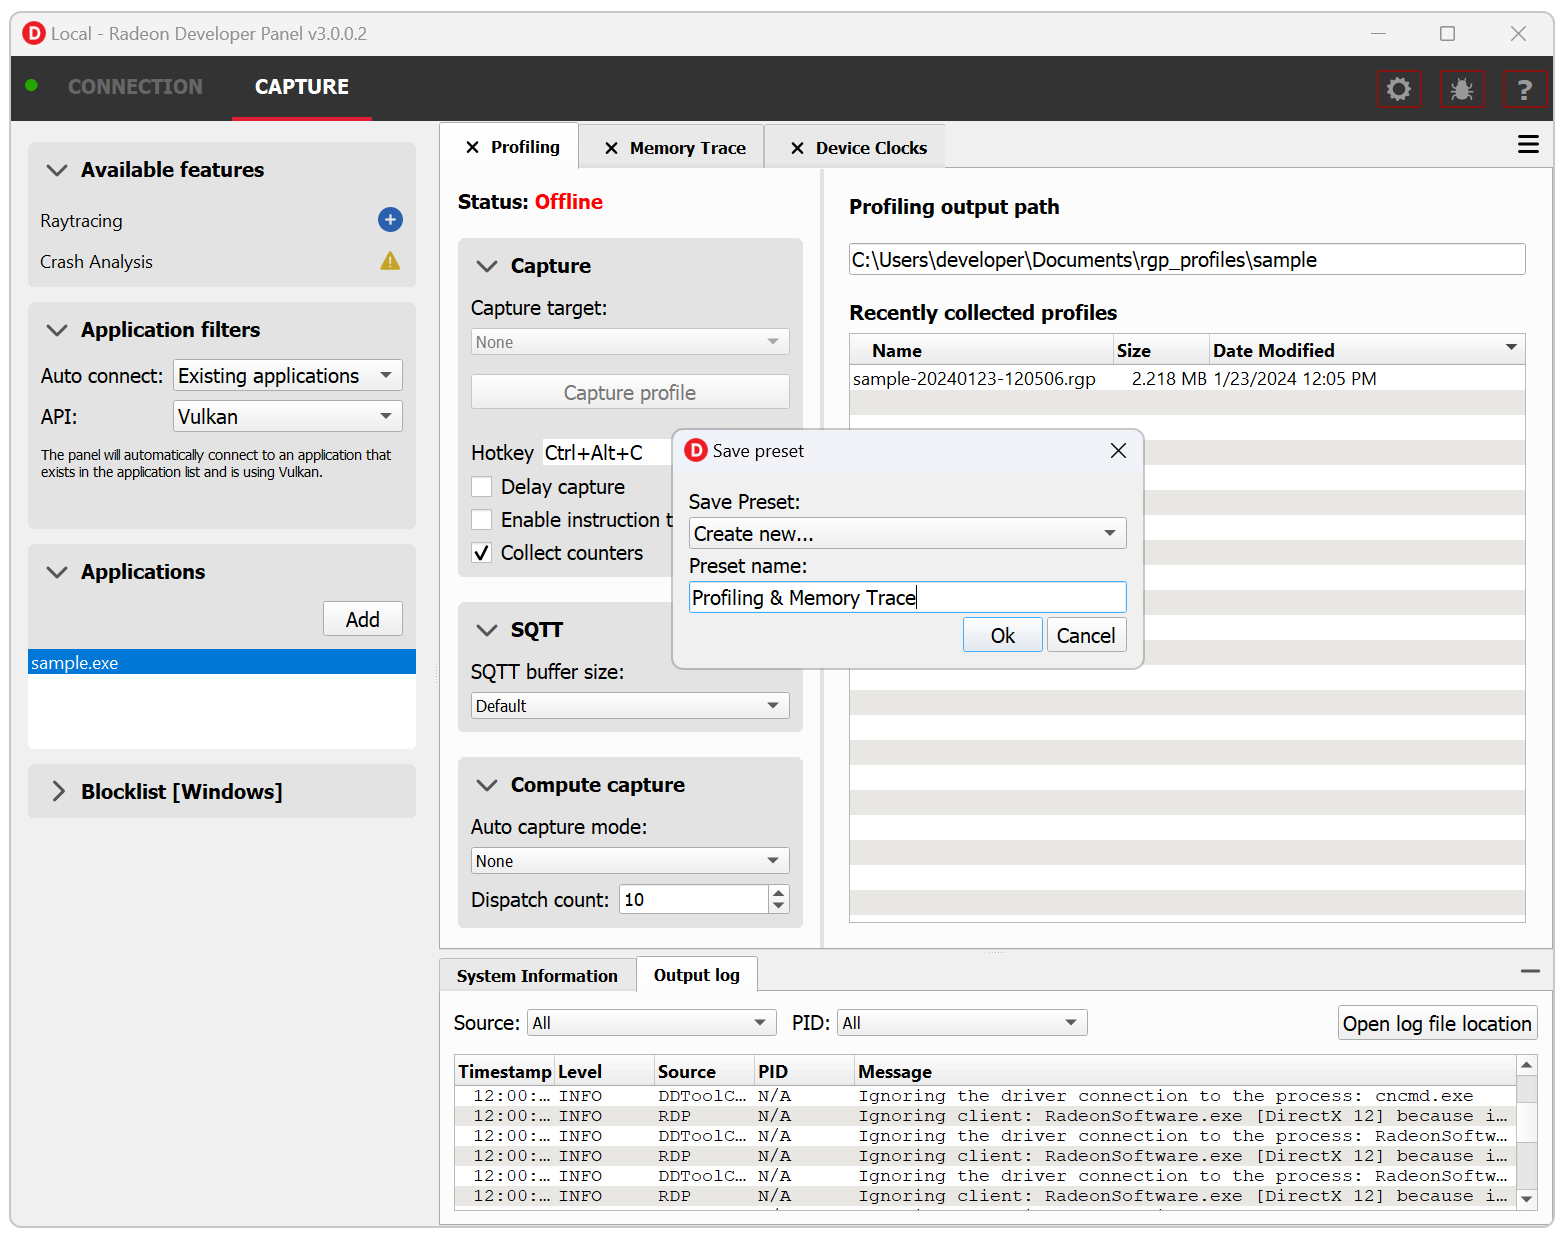 D Local - Radeon Developer Panel v3.0.0.2
CONNECTION CAPTURE ?
Available features
Raytracing
Crash Analysis
Application filters
Auto connect: Existing applications
API: Vulkan
The panel will automatically connect to an application that
exists in the application list and is using Vulkan.
Applications
Add
sample.exe
Blocklist [Windows]
Profiling Memory Trace Device Clocks
Status: Offline
Capture
Capture target:
None
Capture profile
Hotkey Ctrl+Alt+C
Delay capture
Enable instruction t
Collect counters
SQTT
SQTT buffer size:
Default
Compute capture
Auto capture mode:
None
Dispatch count: 10
Profiling output path
C:\Users\developer\Documents\rgp_profiles\sample
Recently collected profiles
Name Size Date Modified
sample-20240123-120506.rgp 2.218 MB 1/23/2024 12:05 PM
D Save preset
Save Preset:
Create new...
Preset name:
Profiling & Memory Trace
Ok Cancel
System Information Output log
Source: All PID: All Open log file location
Timestamp Level Source PID Message
12:00:... INFO DDToolC... N/A Ignoring the driver connection to the process: cncmd.exe
12:00:... INFO RDP N/A Ignoring client: RadeonSoftware.exe [DirectX 12] because i...
12:00:... INFO DDToolC... N/A Ignoring the driver connection to the process: RadeonSoftw...
12:00:... INFO RDP N/A Ignoring client: RadeonSoftware.exe [DirectX 12] because i...
12:00:... INFO DDToolC... N/A Ignoring the driver connection to the process: RadeonSoftw...
12:00:... INFO RDP N/A Ignoring client: RadeonSoftware.exe [DirectX 12] because i...